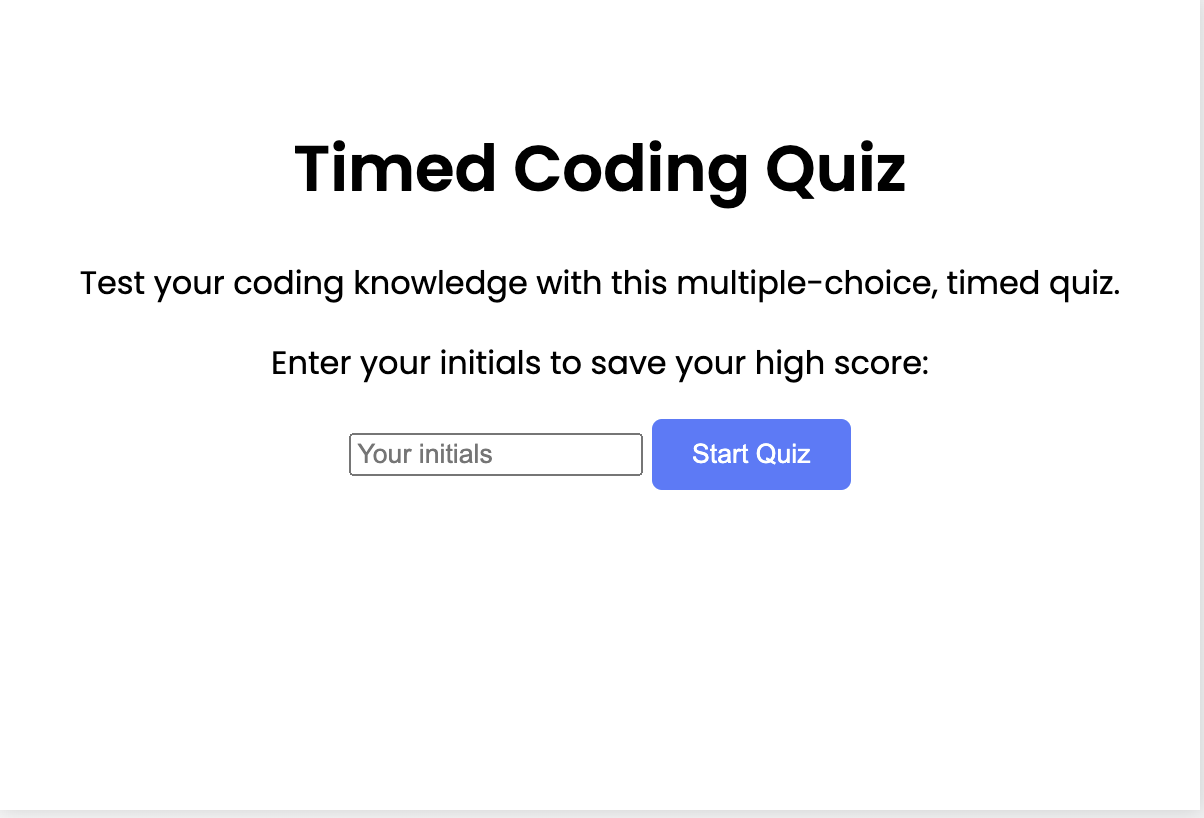 Timed Coding Quiz
Test your coding knowledge with this multiple-choice, timed quiz.
Enter your initials to save your high score:
Your initials Start Quiz